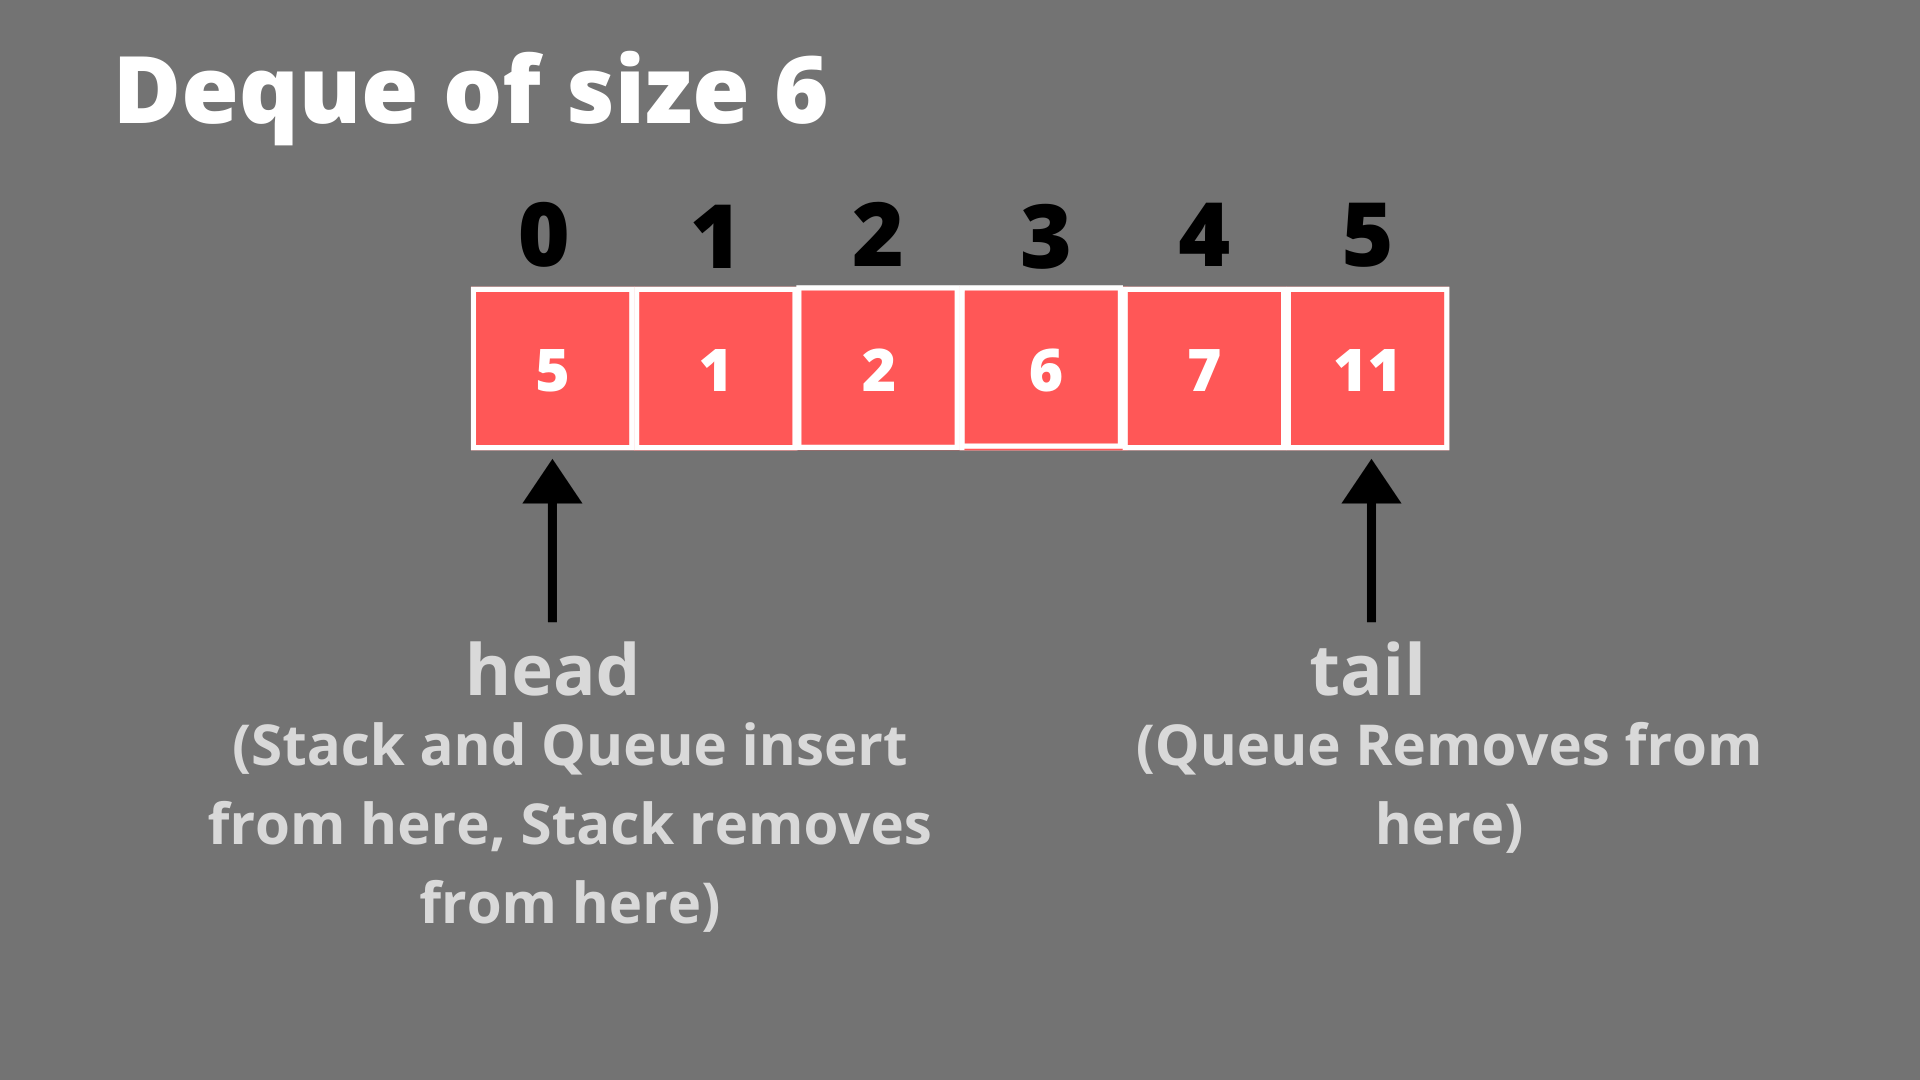 Deque of size 6
0 1 2 3 4 5
5 1 2 6 7 11
head
(Stack and Queue insert
from here, Stack removes
from here)
tail
(Queue Removes from
here)